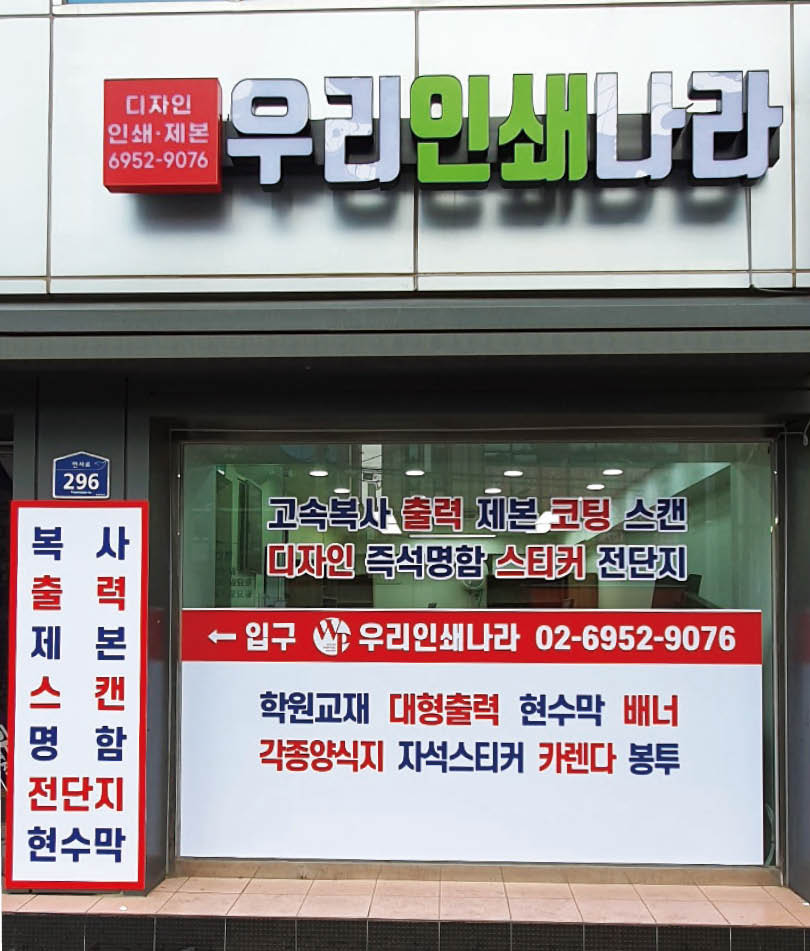 디자인
인쇄·제본
6952-9076
우리인쇄나라
296
복 사
출 력
제 본
스 캔
명 함
전단지
현수막
고속복사 출력 제본 코팅 스캔
디자인 즉석명함 스티커 전단지
← 입구 우리인쇄나라 02-6952-9076
학원교재 대형출력 현수막 배너
각종양식지 자석스티커 카렌다 봉투